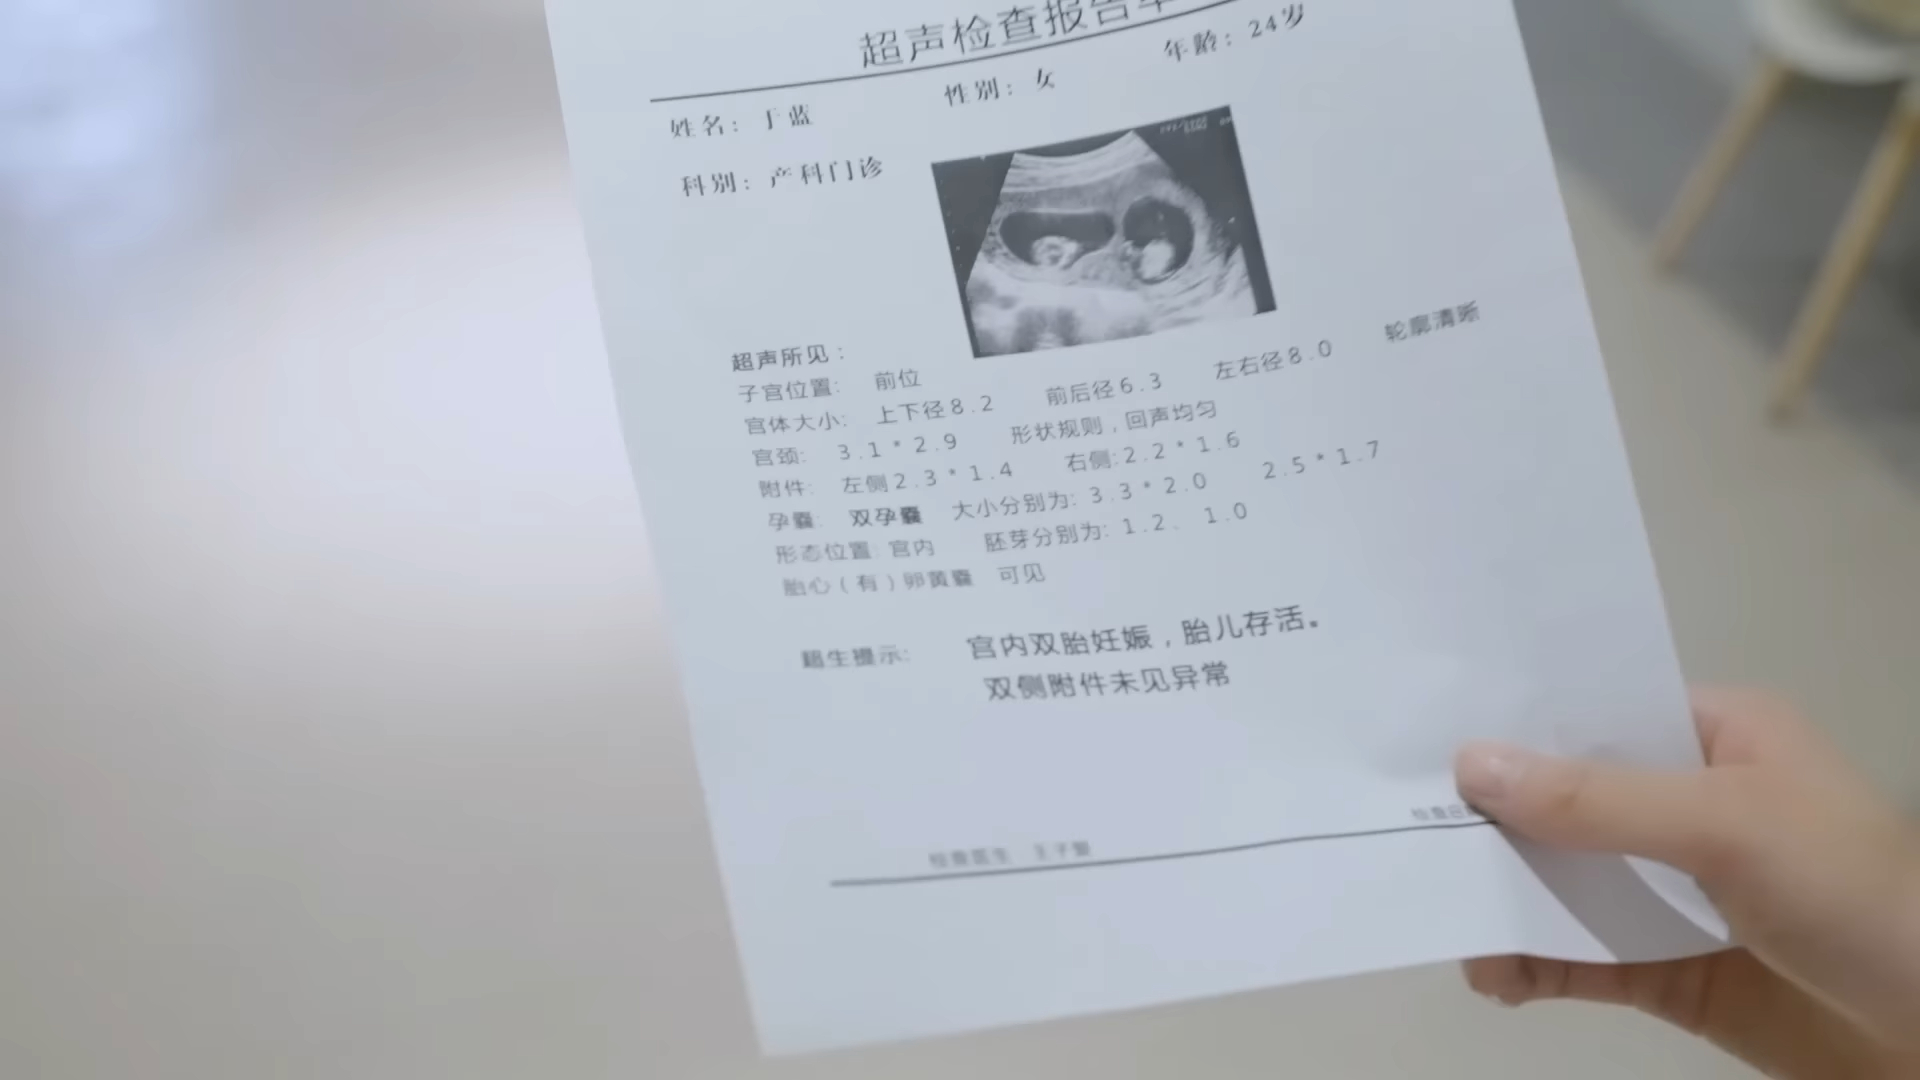 超声检查报告单
姓名：于蓝 性别：女 年龄：24岁
科别：产科门诊
超声所见：
子宫位置: 前位
宫体大小: 上下径8.2 前后径6.3 左右径8.0 轮廓清晰
宫颈: 3.1*2.9 形状规则，回声均匀
附件: 左侧2.3*1.4 右侧:2.2*1.6
孕囊: 双孕囊 大小分别为: 3.3*2.0 2.5*1.7
形态位置: 宫内 胚芽分别为: 1.2、1.0
胎心（有）卵黄囊 可见
超生提示: 宫内双胎妊娠，胎儿存活。
双侧附件未见异常
检查医生 检查日